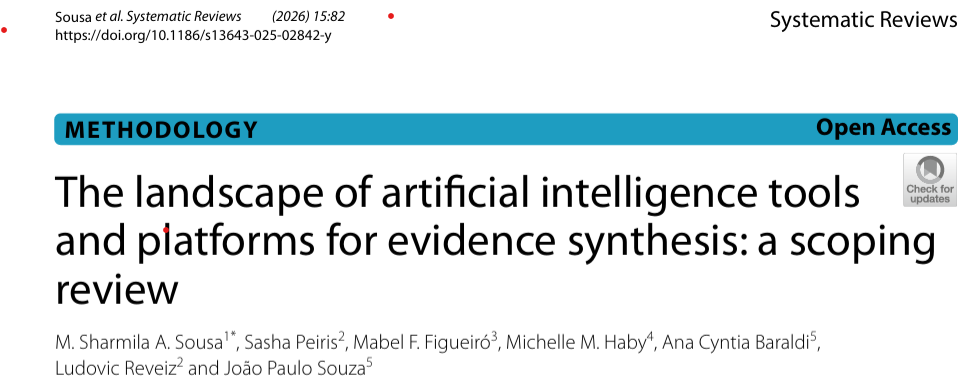 Sousa et al. Systematic Reviews (2026) 15:82
https://doi.org/10.1186/s13643-025-02842-y
Systematic Reviews
METHODOLOGY
Open Access
Check for
updates
The landscape of artificial intelligence tools
and platforms for evidence synthesis: a scoping
review
M. Sharmila A. Sousa1*, Sasha Peiris2, Mabel F. Figueiró3, Michelle M. Haby4, Ana Cyntia Baraldi5,
Ludovic Reveiz2 and João Paulo Souza5